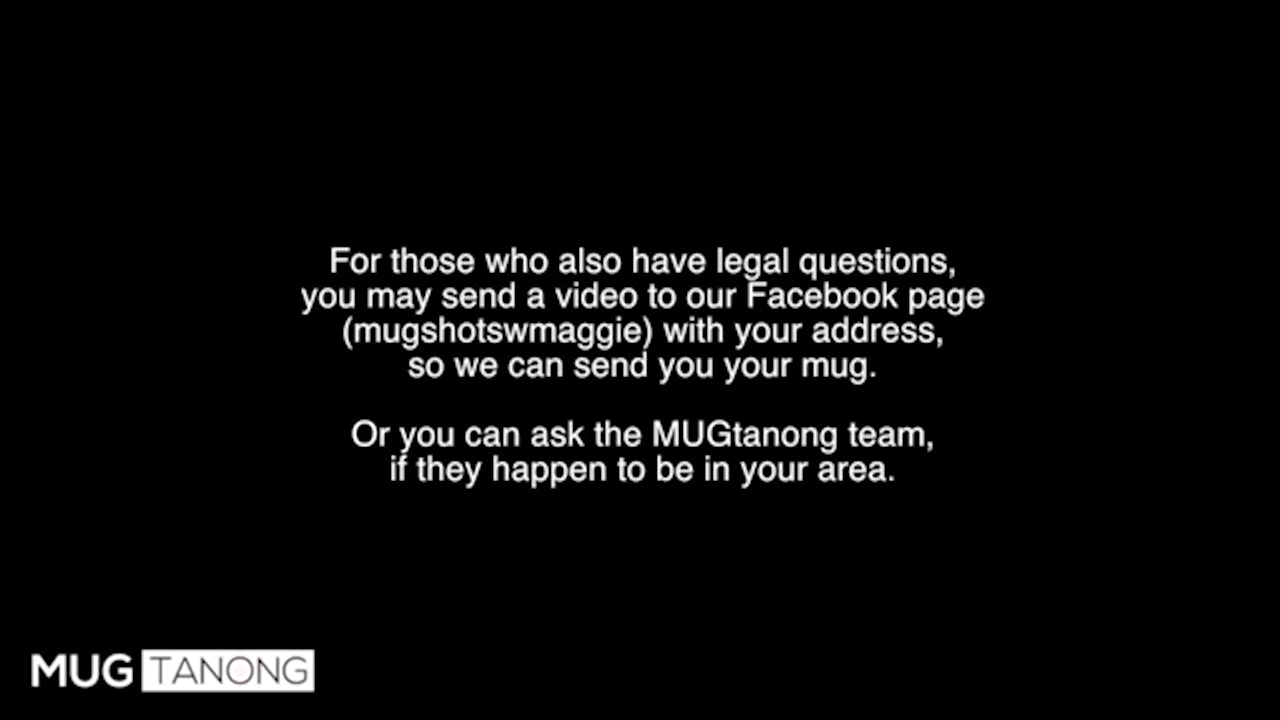 For those who also have legal questions,
you may send a video to our Facebook page
(mugshotswmaggie) with your address,
so we can send you your mug.
Or you can ask the MUGtanong team,
if they happen to be in your area.
MUG TANONG